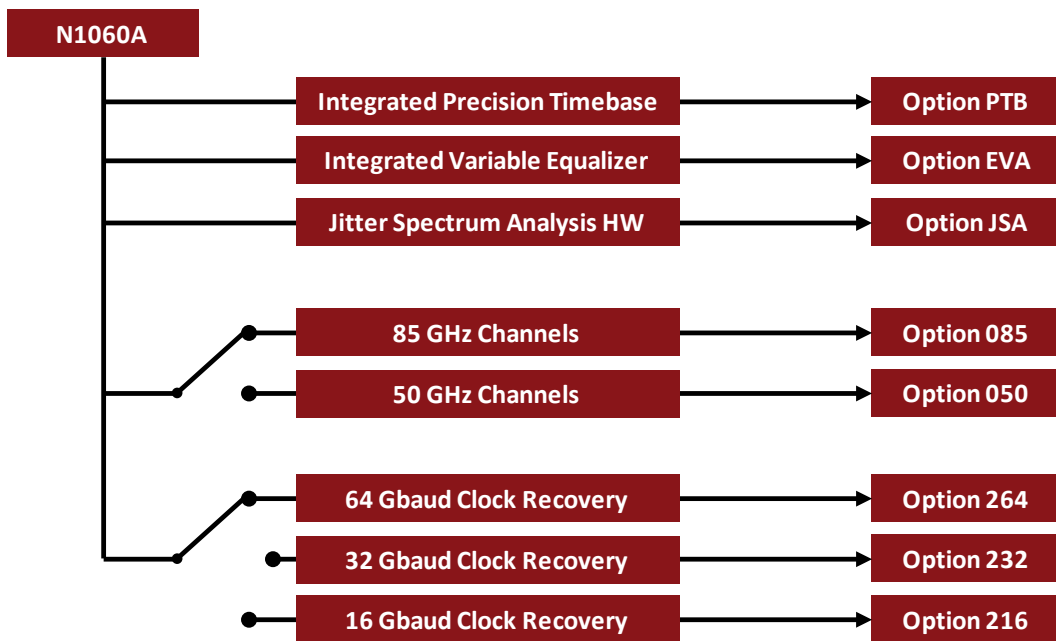 N1060A
Integrated Precision Timebase
Option PTB
Integrated Variable Equalizer
Option EVA
Jitter Spectrum Analysis HW
Option JSA
85 GHz Channels
Option 085
50 GHz Channels
Option 050
64 Gbaud Clock Recovery
Option 264
32 Gbaud Clock Recovery
Option 232
16 Gbaud Clock Recovery
Option 216